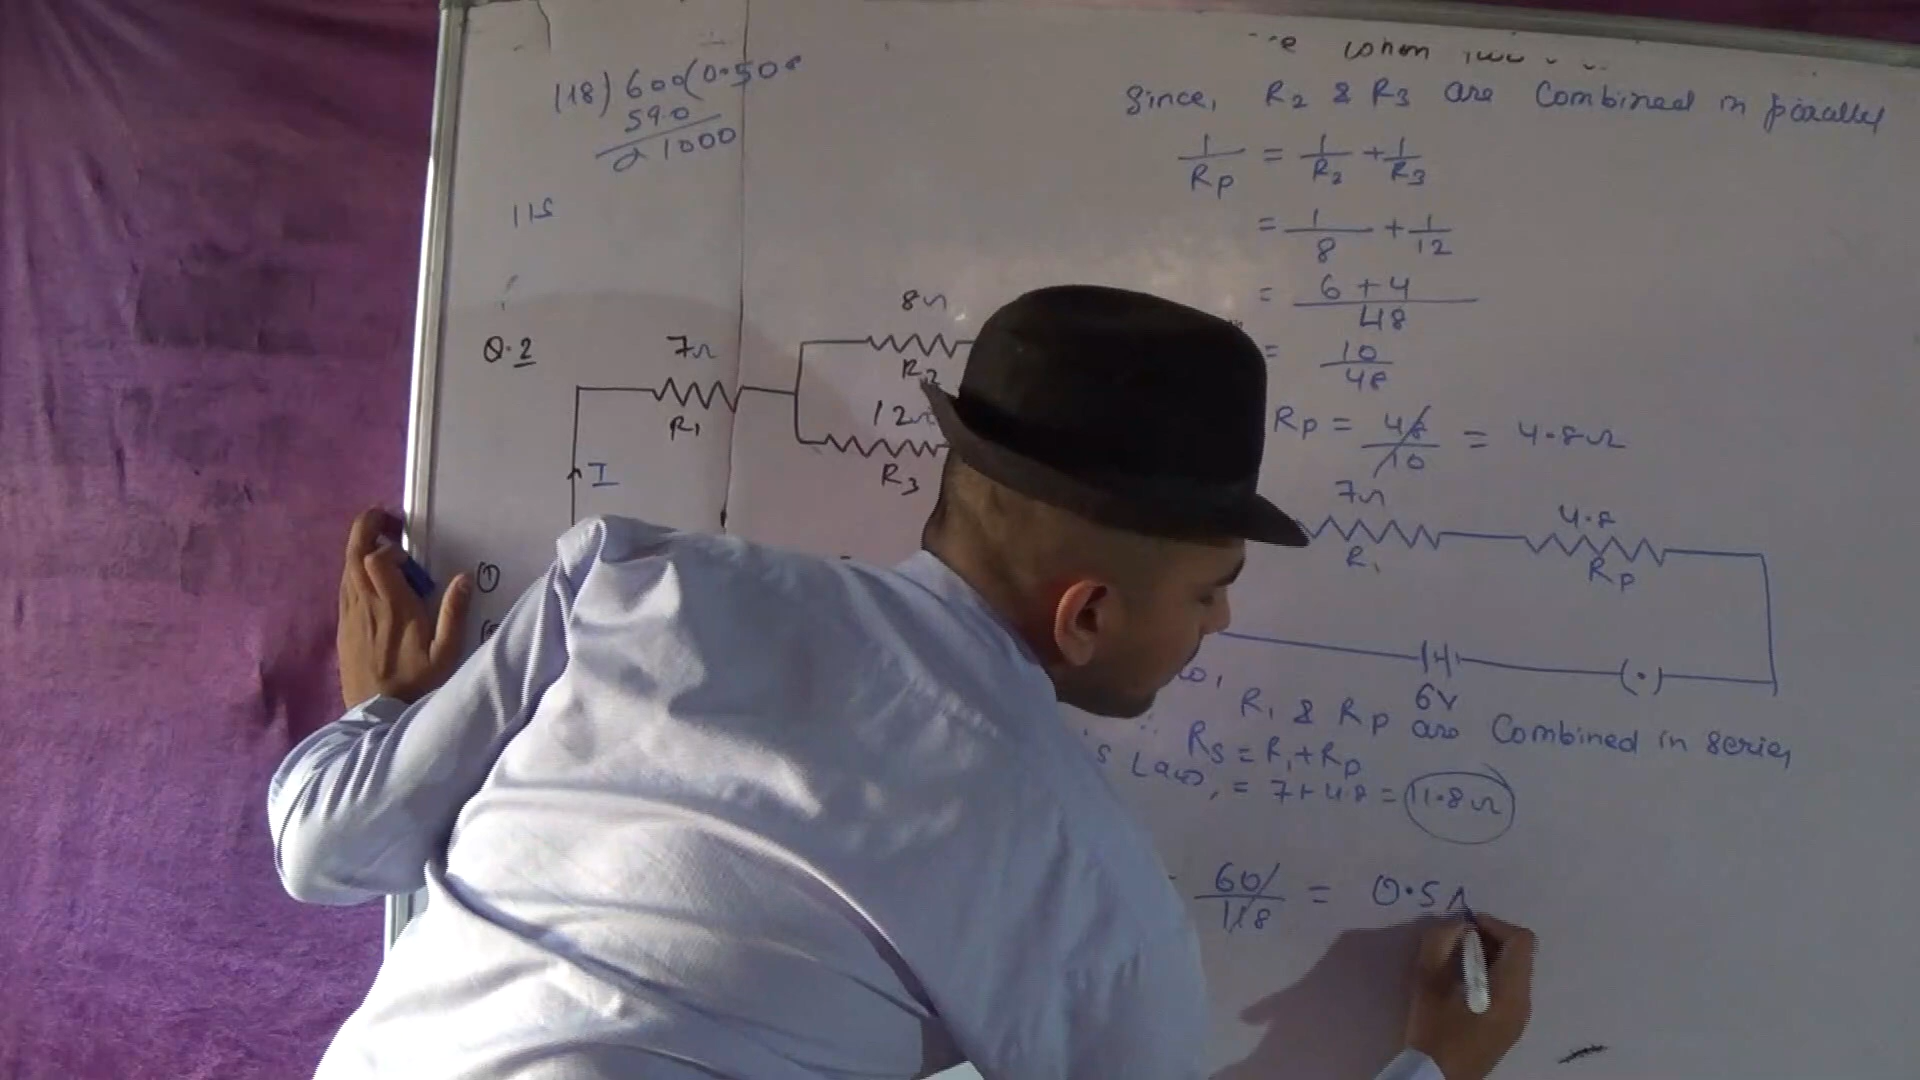 118) 600 (0.508
590
1000
115
Q.2
7Ω
R1
8Ω
R2
12Ω
R3
I
①
Since, R2 & R3 are Combined in parallel
1/RP = 1/R2 + 1/R3
= 1/8 + 1/12
= 6+4/48
= 10/48
RP = 48/10 = 4.8Ω
7Ω
R1
4.8
RP
6V
R1 & RP are Combined in series
RS = R1+RP
s Law, = 7+4.8 = 11.8Ω
60/118 = 0.5A